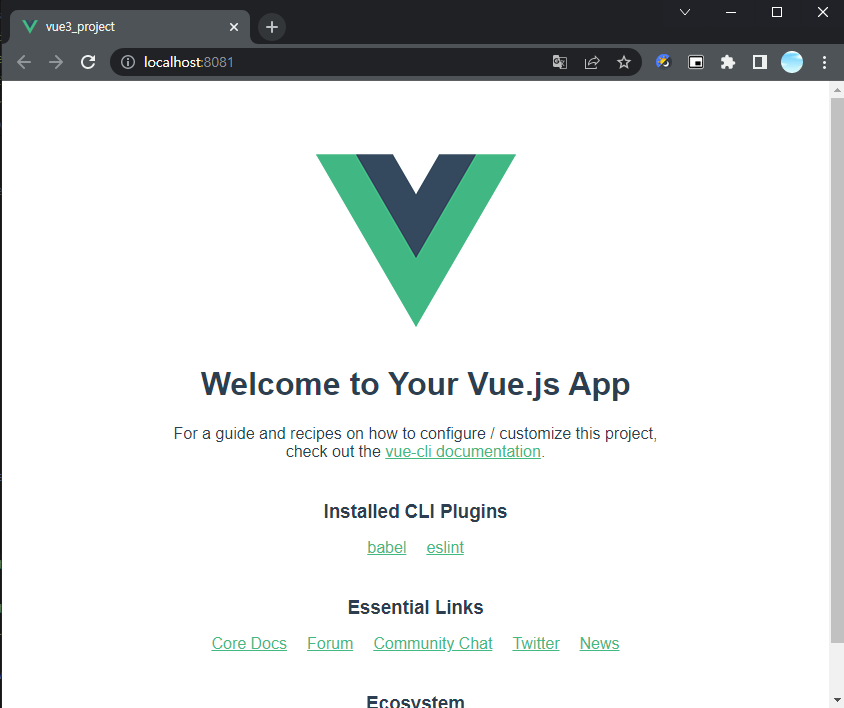 vue3_project
localhost:8081
Welcome to Your Vue.js App
For a guide and recipes on how to configure / customize this project,
check out the vue-cli documentation.
Installed CLI Plugins
babel eslint
Essential Links
Core Docs Forum Community Chat Twitter News
Ecosystem